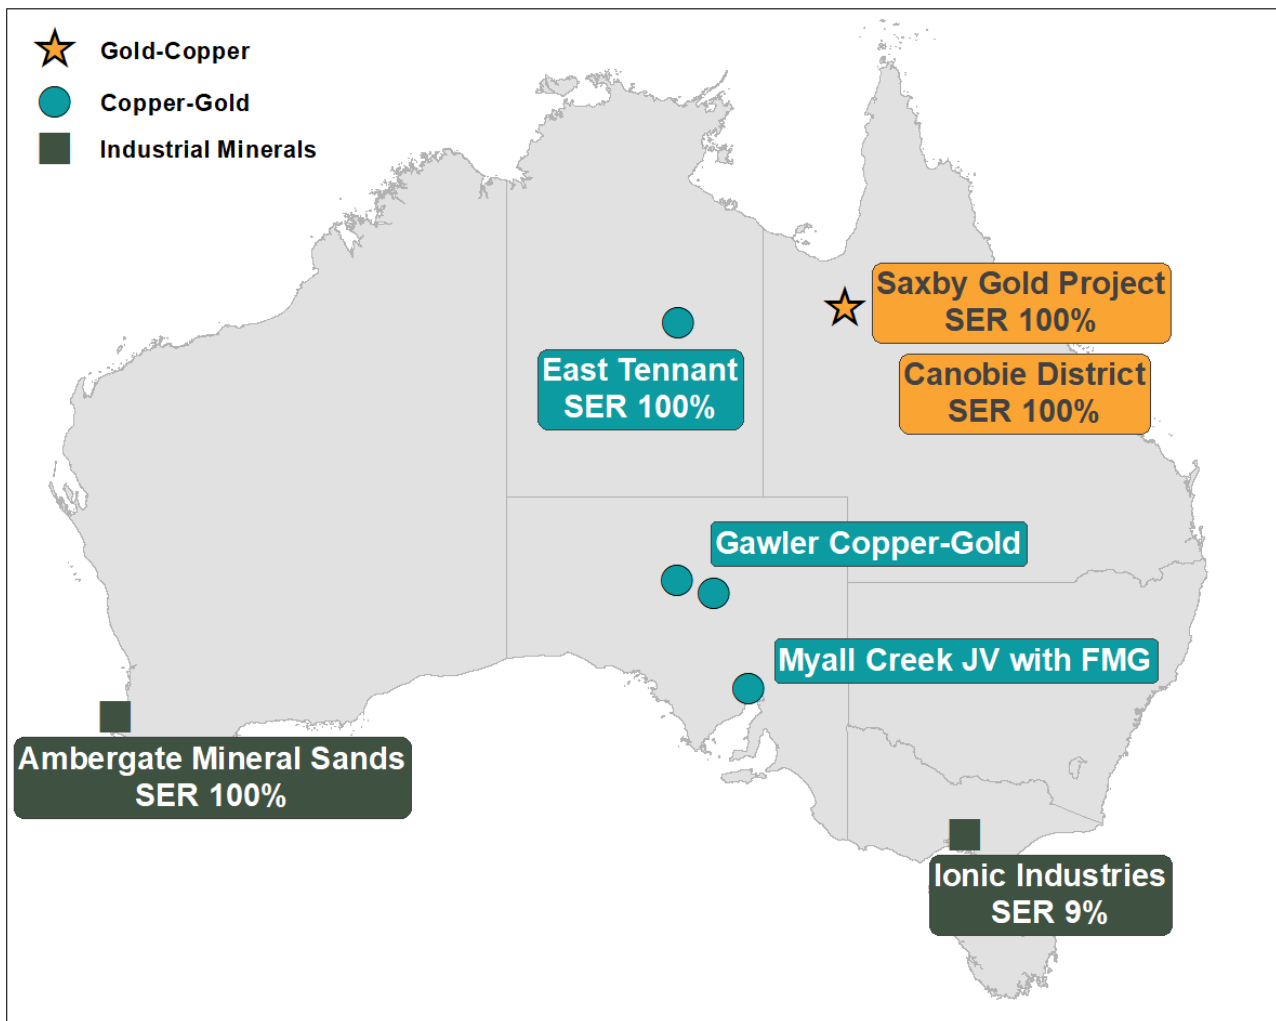 Gold-Copper
Copper-Gold
Industrial Minerals
Saxby Gold Project
SER 100%
East Tennant
SER 100%
Canobie District
SER 100%
Gawler Copper-Gold
Myall Creek JV with FMG
Ambergate Mineral Sands
SER 100%
Ionic Industries
SER 9%